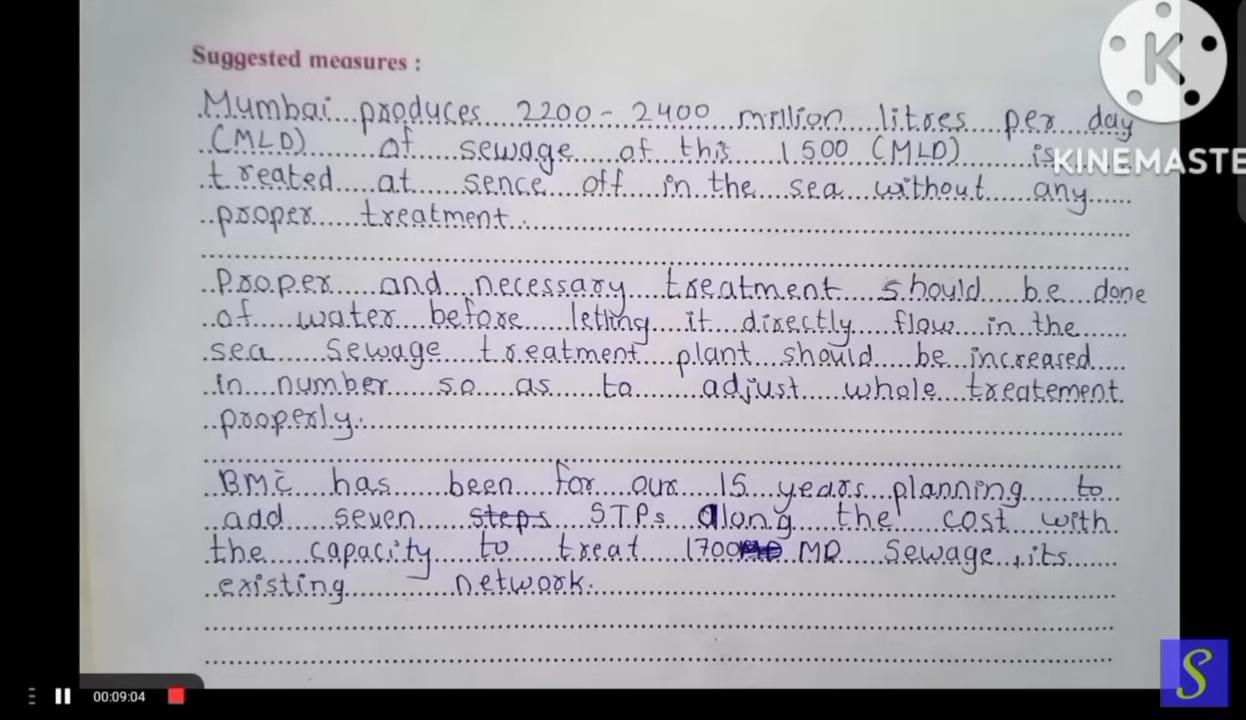 Suggested measures :
Mumbai produces 2200 - 2400 million litres per day
(MLD) of sewage of this 1500 (MLD) is
KINEMASTE
treated at sence off in the sea without any
proper treatment.
Proper and necessary treatment should be done
of water before letting it directly flow in the
sea sewage treatment plant should be increased
in number so as to adjust whole treatement
properly.
BMC has been for our 15 years planning to
add seven steps STPs along the cost with
the capacity to treat 1700 MD sewage, its
existing network.
00:09:04
K
S